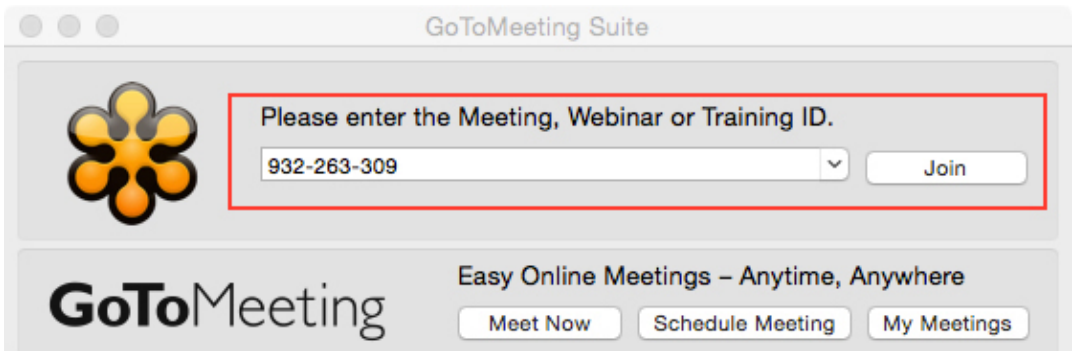 GoToMeeting Suite
Please enter the Meeting, Webinar or Training ID.
932-263-309
Join
GoToMeeting
Easy Online Meetings – Anytime, Anywhere
Meet Now Schedule Meeting My Meetings